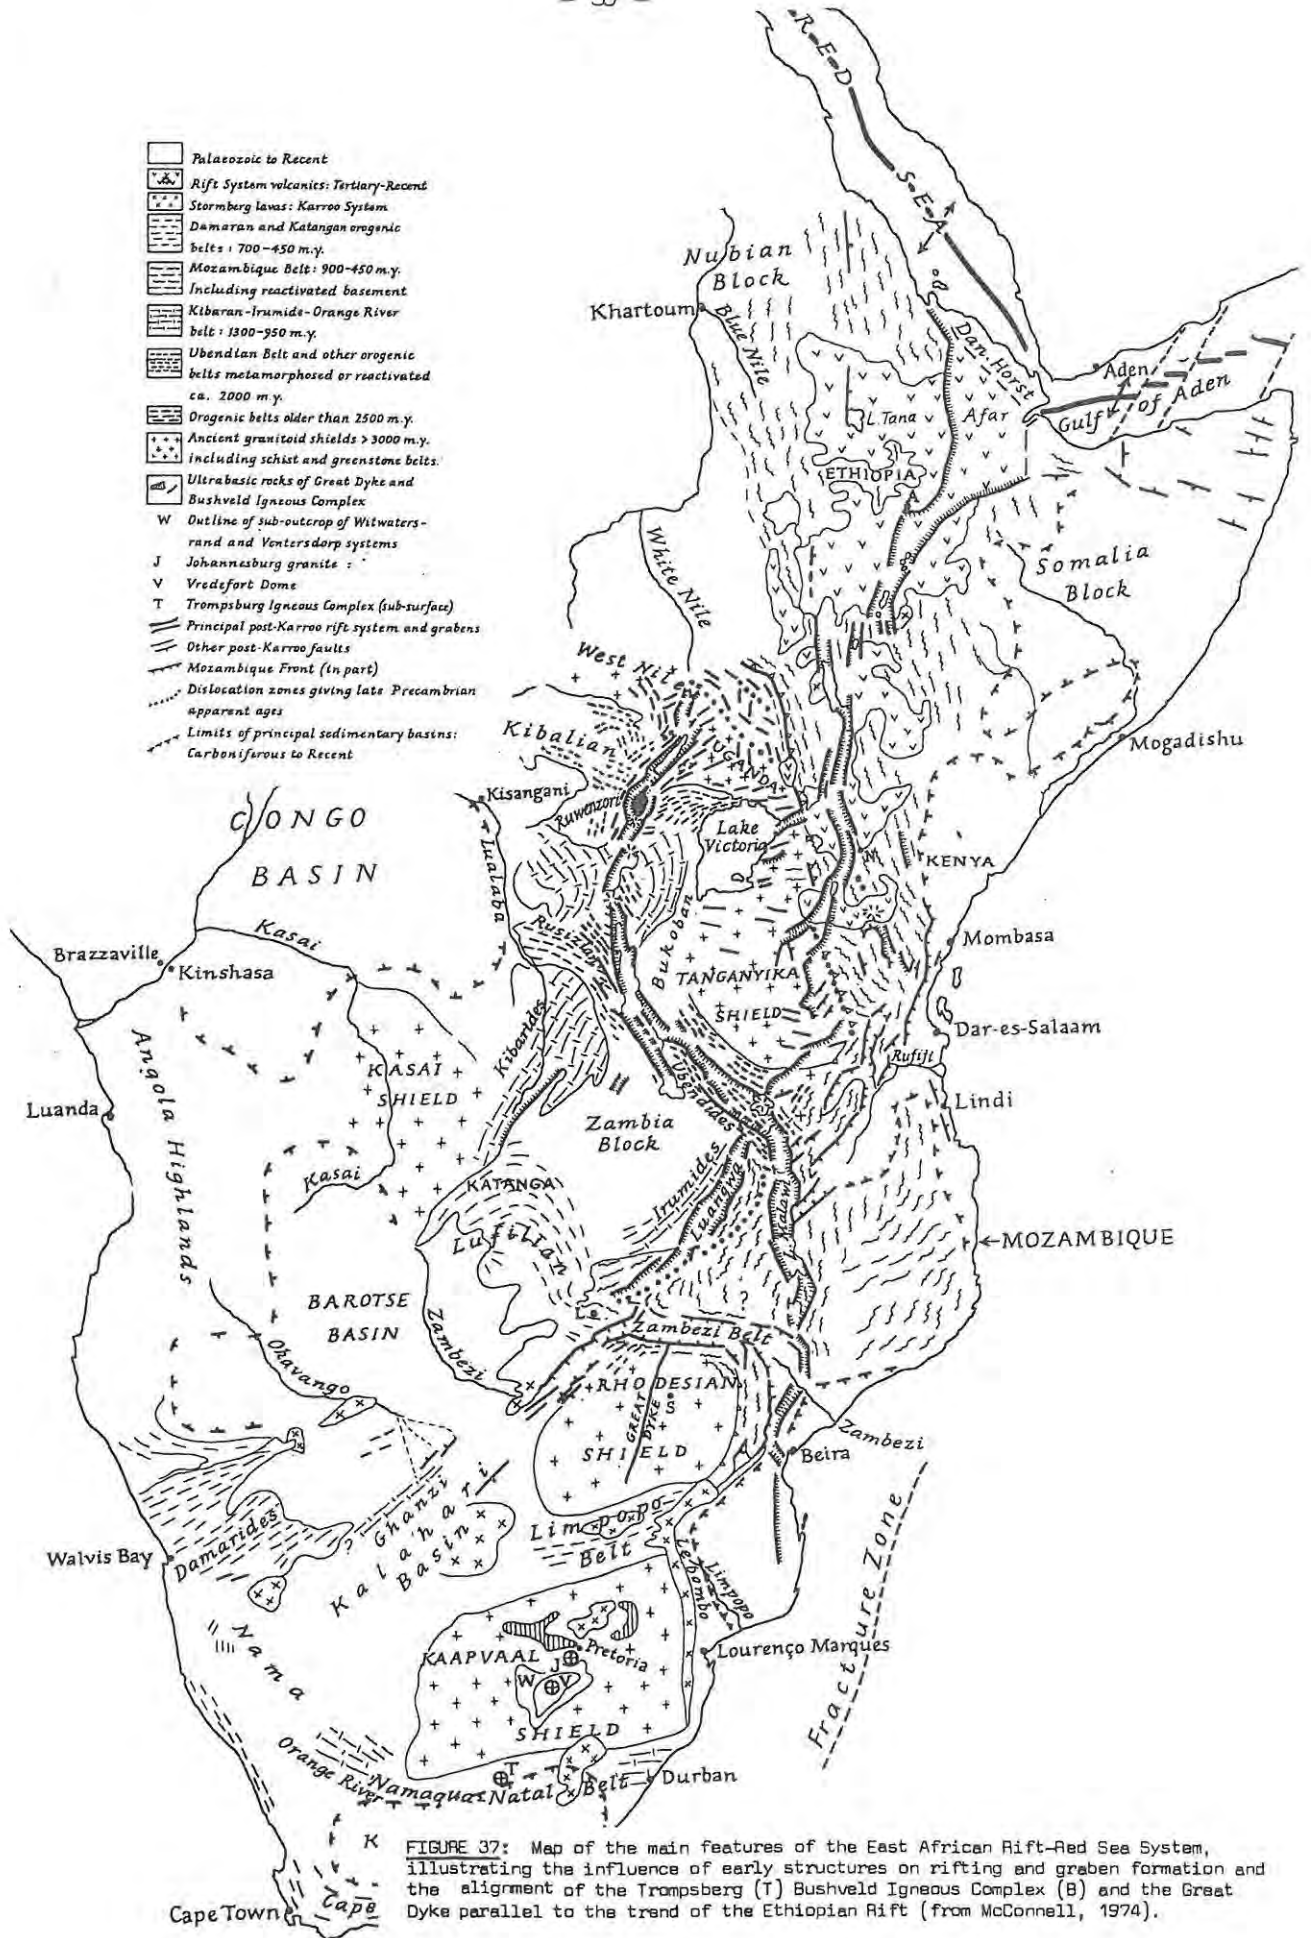 Palaeozoic to Recent
Rift System volcanics: Tertiary-Recent
Stormberg lavas: Karroo System
Damaran and Katangan orogenic
belts: 700-450 m.y.
Mozambique Belt: 900-450 m.y.
Including reactivated basement
Kibaran-Irumide-Orange River
belt: 1300-950 m.y.
Ubendian Belt and other orogenic
belts metamorphosed or reactivated
ca. 2000 m.y.
Orogenic belts older than 2500 m.y.
Ancient granitoid shields > 3000 m.y.
including schist and greenstone belts.
Ultrabasic rocks of Great Dyke and
Bushveld Igneous Complex
W Outline of sub-outcrop of Witwaters-
rand and Ventersdorp systems
J Johannesburg granite :
V Vredefort Dome
T Trompsburg Igneous Complex (sub-surface)
Principal post-Karroo rift system and grabens
Other post-Karroo faults
Mozambique Front (in part)
Dislocation zones giving late Precambrian
apparent ages
Limits of principal sedimentary basins:
Carboniferous to Recent
RED SEA
Nubian
Block
Khartoum
Blue Nile
Dan. Horst
Aden
Gulf of Aden
L. Tana
Afar
ETHIOPIA
A
White Nile
Somalia
Block
West Nile
Kibalian
UGANDA
Mogadishu
Kisangani
Ruwenzori
CONGO
BASIN
Lualaba
Lake
Victoria
N
KENYA
Kasai
Rusizian
Bukoban
Mombasa
Brazzaville
Kinshasa
TANGANYIKA
SHIELD
Dar-es-Salaam
Angola Highlands
Kibarides
Rufiji
KASAI
SHIELD
Ubendides
Luanda
Lindi
Zambia
Block
Kasai
KATANGA
Irumides
Luangwa
L. Malawi
Lufilian
MOZAMBIQUE
BAROTSE
BASIN
Zambezi
L
?
Zambezi Belt
Okavango
RHODESIAN
GREAT
DYKE
S
SHIELD
Zambezi
Beira
Ghanzi
?
Kalahari
Basin
Limpopo
Belt
Damarides
Walvis Bay
Lebombo
Limpopo
Fracture Zone
Nama
KAAPVAAL
Pretoria
J
W V
Lourenço Marques
SHIELD
Orange River
T
Namaqua Natal Belt
Durban
K
Cape
Cape Town
FIGURE 37: Map of the main features of the East African Rift-Red Sea System,
illustrating the influence of early structures on rifting and graben formation and
the alignment of the Trompsberg (T) Bushveld Igneous Complex (B) and the Great
Dyke parallel to the trend of the Ethiopian Rift (from McConnell, 1974).